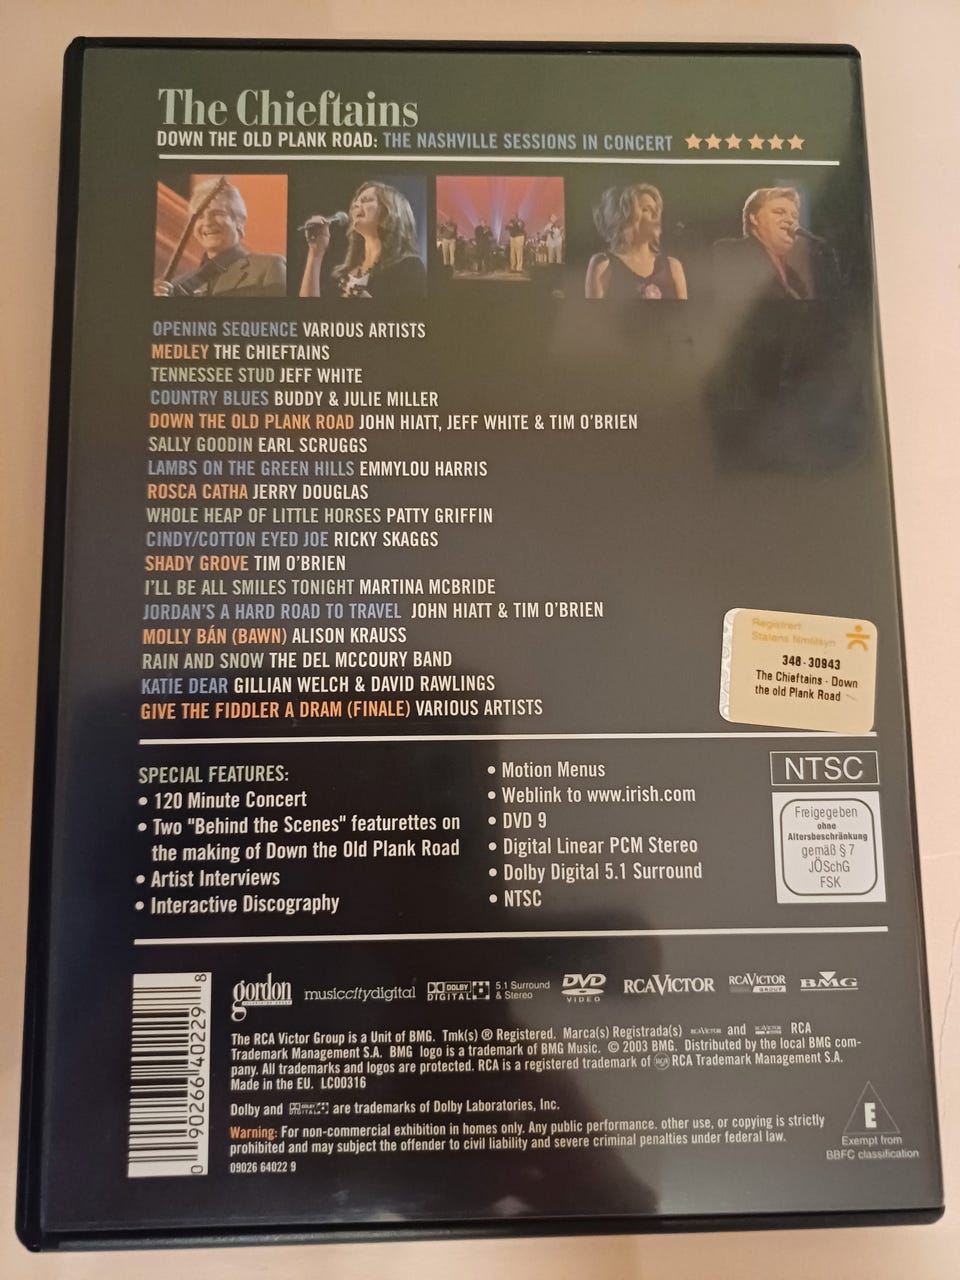 The Chieftains
DOWN THE OLD PLANK ROAD: THE NASHVILLE SESSIONS IN CONCERT
OPENING SEQUENCE VARIOUS ARTISTS
MEDLEY THE CHIEFTAINS
TENNESSEE STUD JEFF WHITE
COUNTRY BLUES BUDDY & JULIE MILLER
DOWN THE OLD PLANK ROAD JOHN HIATT, JEFF WHITE & TIM O'BRIEN
SALLY GOODIN EARL SCRUGGS
LAMBS ON THE GREEN HILLS EMMYLOU HARRIS
ROSCA CATHA JERRY DOUGLAS
WHOLE HEAP OF LITTLE HORSES PATTY GRIFFIN
CINDY/COTTON EYED JOE RICKY SKAGGS
SHADY GROVE TIM O'BRIEN
I'LL BE ALL SMILES TONIGHT MARTINA MCBRIDE
JORDAN'S A HARD ROAD TO TRAVEL JOHN HIATT & TIM O'BRIEN
MOLLY BÁN (BAWN) ALISON KRAUSS
RAIN AND SNOW THE DEL MCCOURY BAND
KATIE DEAR GILLIAN WELCH & DAVID RAWLINGS
GIVE THE FIDDLER A DRAM (FINALE) VARIOUS ARTISTS
Registrert
Statens filmtilsyn
348-30943
The Chieftains - Down
the old Plank Road
SPECIAL FEATURES:
• 120 Minute Concert
• Two "Behind the Scenes" featurettes on
the making of Down the Old Plank Road
• Artist Interviews
• Interactive Discography
• Motion Menus
• Weblink to www.irish.com
• DVD 9
• Digital Linear PCM Stereo
• Dolby Digital 5.1 Surround
• NTSC
NTSC
Freigegeben
ohne
Altersbeschränkung
gemäß § 7
JÖSchG
FSK
0 90266 40229 8
gordon
musiccitydigital
DOLBY
DIGITAL
5.1 Surround
& Stereo
DVD
VIDEO
RCAVICTOR
RCAVICTOR
GROUP
BMG
The RCA Victor Group is a Unit of BMG. Tmk(s) ® Registered. Marca(s) Registrada(s) RCAVICTOR and RCA
Trademark Management S.A. BMG logo is a trademark of BMG Music. © 2003 BMG. Distributed by the local BMG com-
pany. All trademarks and logos are protected. RCA is a registered trademark of RCA Trademark Management S.A.
Made in the EU. LC00316
Dolby and DOLBY DIGITAL are trademarks of Dolby Laboratories, Inc.
Warning: For non-commercial exhibition in homes only. Any public performance. other use, or copying is strictly
prohibited and may subject the offender to civil liability and severe criminal penalties under federal law.
09026 64022 9
E
Exempt from
BBFC classification